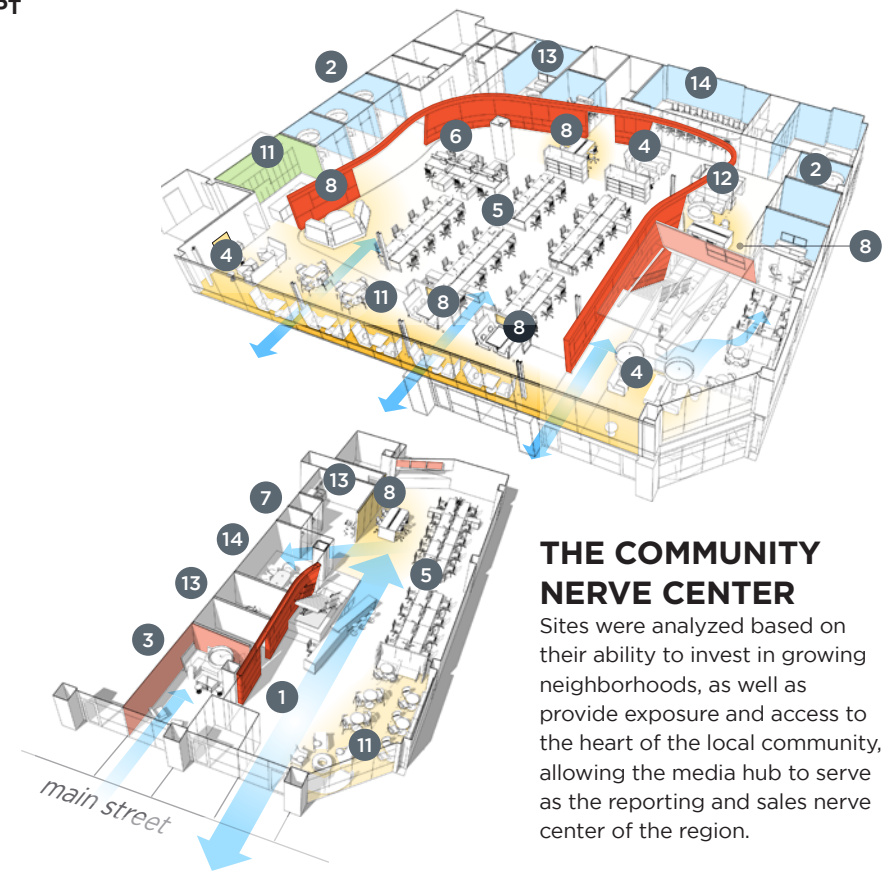 PT
2
13
14
11
6
8
4
8
12
2
5
8
4
11
8
8
4
13
8
7
14
5
13
3
1
11
main street
THE COMMUNITY
NERVE CENTER
Sites were analyzed based on
their ability to invest in growing
neighborhoods, as well as
provide exposure and access to
the heart of the local community,
allowing the media hub to serve
as the reporting and sales nerve
center of the region.